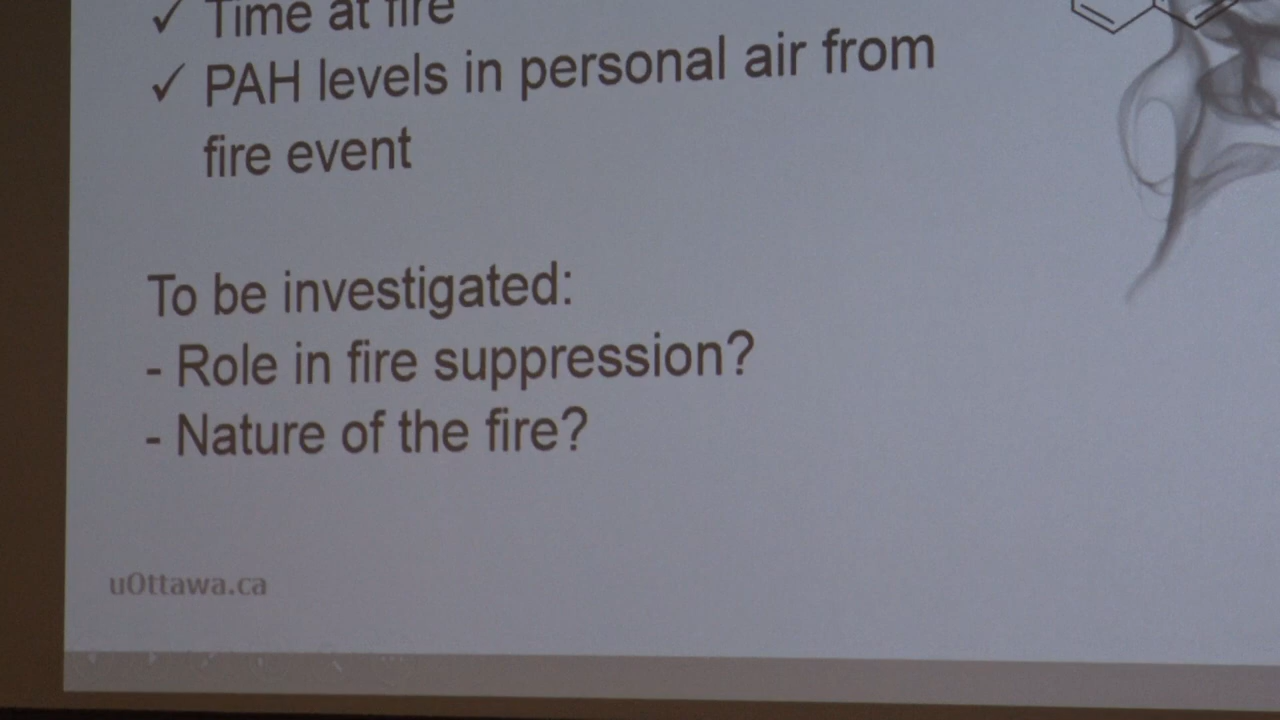 ✓ Time at fire
✓ PAH levels in personal air from
fire event
To be investigated:
- Role in fire suppression?
- Nature of the fire?
uOttawa.ca